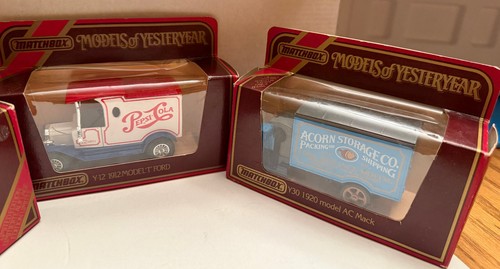 MATCHBOX
MODELS of YESTERYEAR
PEPSI-COLA
MATCHBOX
Y12 1912 MODEL T FORD
MATCHBOX
MODELS of YESTERYEAR
ACORN STORAGE CO.
PACKING
SHIPPING
MATCHBOX
Y30 1920 model AC Mack